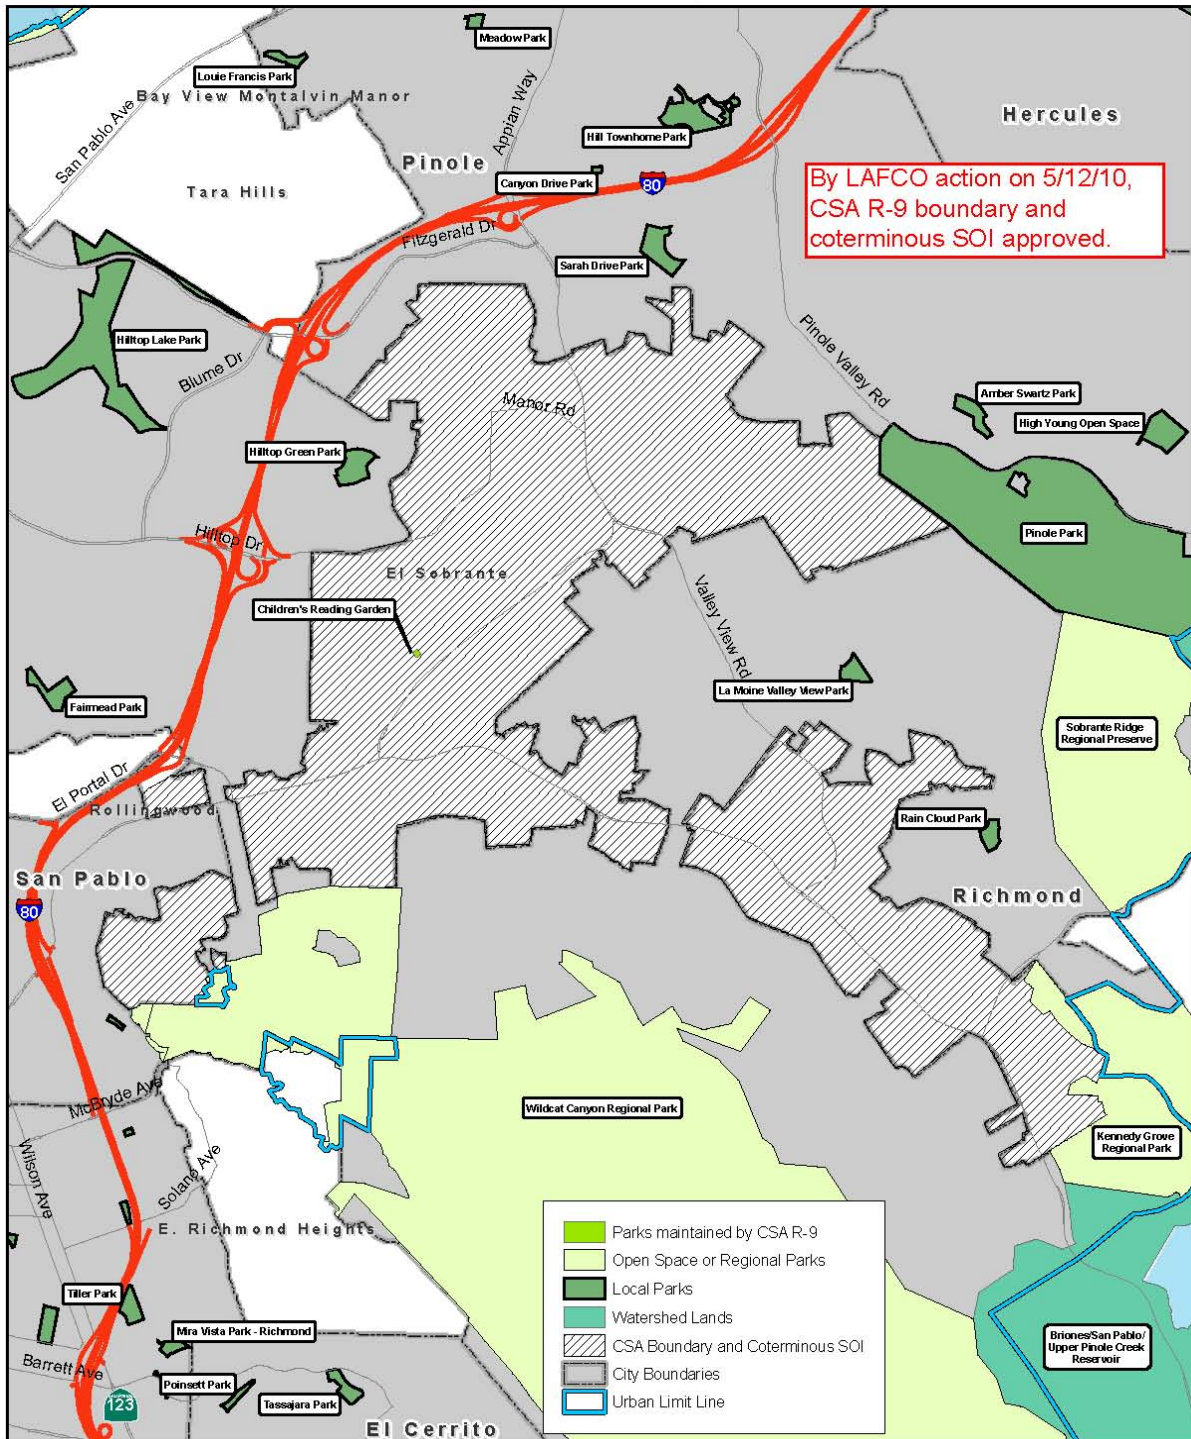 Meadow Park
Louie Francis Park
Bay View Montalvin Manor
San Pablo Ave
Appian Way
Hercules
Hill Townhome Park
Pinole
Canyon Drive Park
80
Tara Hills
By LAFCO action on 5/12/10,
CSA R-9 boundary and
coterminous SOI approved.
Fitzgerald Dr
Sarah Drive Park
Hilltop Lake Park
Blume Dr
Pinole Valley Rd
Manor Rd
Amber Swartz Park
High Young Open Space
Hilltop Green Park
Pinole Park
Hilltop Dr
El Sobrante
Children's Reading Garden
Valley View Rd
La Moine Valley View Park
Fairmead Park
Sobrante Ridge
Regional Preserve
El Portal Dr
Rollingwood
Rain Cloud Park
San Pablo
Richmond
80
McBryde Ave
Wildcat Canyon Regional Park
Kennedy Grove
Regional Park
Wilson Ave
Solano Ave
E. Richmond Heights
Parks maintained by CSA R-9
Open Space or Regional Parks
Local Parks
Watershed Lands
CSA Boundary and Coterminous SOI
City Boundaries
Urban Limit Line
Tiller Park
Mira Vista Park - Richmond
Briones/San Pablo/
Upper Pinole Creek
Reservoir
Barrett Ave
Poinsett Park
123
Tassajara Park
El Cerrito